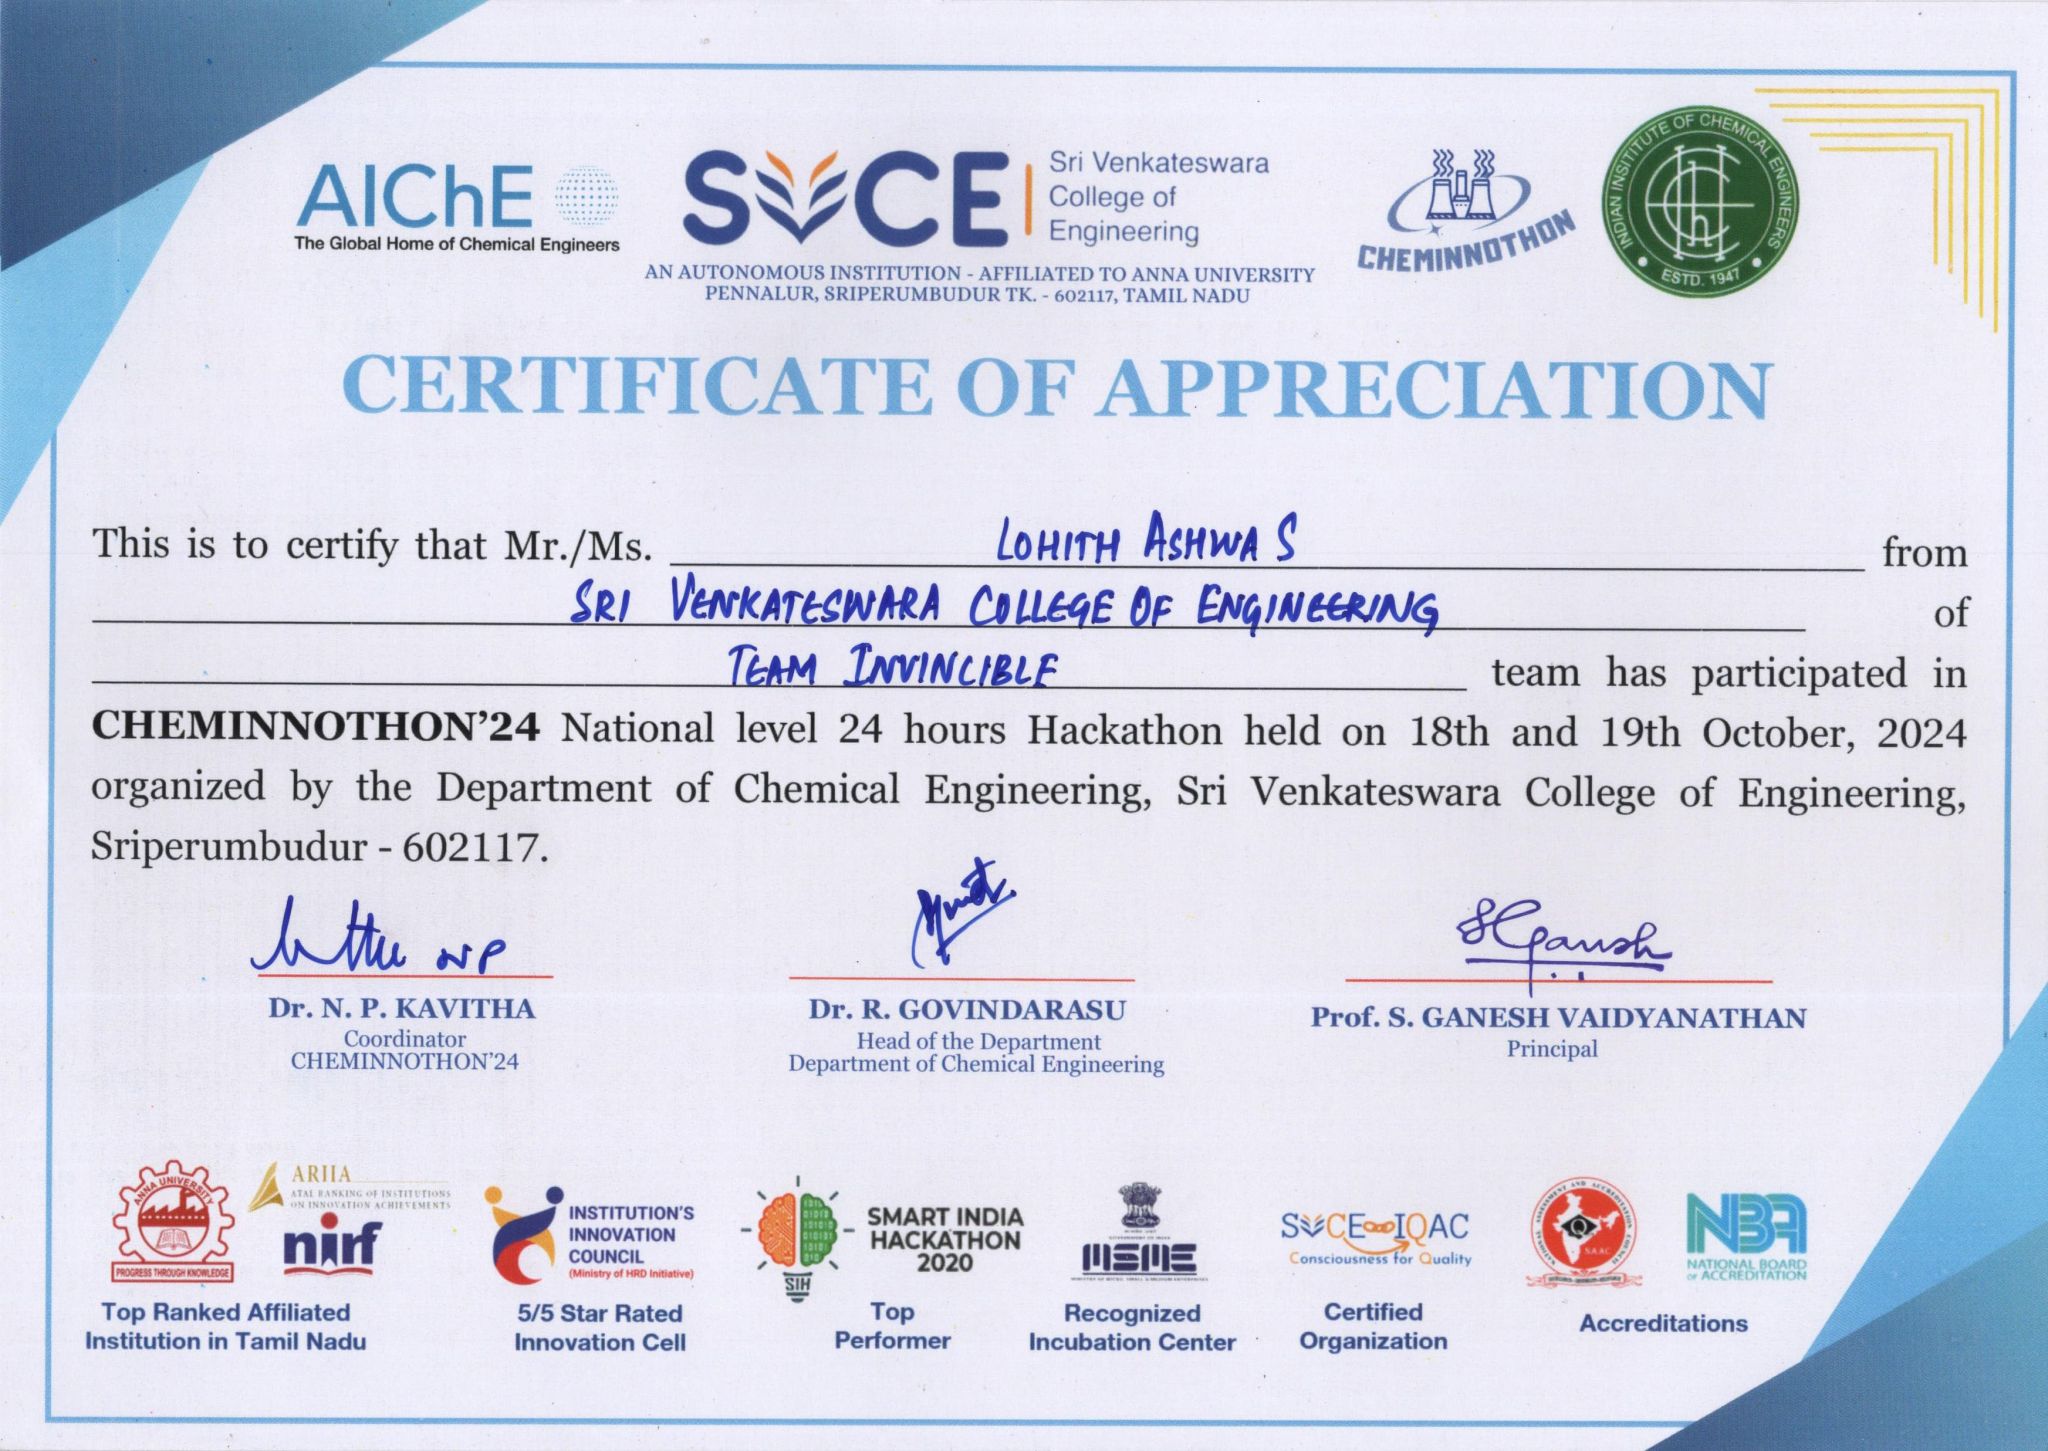 AIChE
The Global Home of Chemical Engineers
SVCE
Sri Venkateswara
College of
Engineering
AN AUTONOMOUS INSTITUTION - AFFILIATED TO ANNA UNIVERSITY
PENNALUR, SRIPERUMBUDUR TK. - 602117, TAMIL NADU
CHEMINNOTHON
INDIAN INSITITUTE OF CHEMICAL ENGINEERS
ESTD. 1947
CERTIFICATE OF APPRECIATION
This is to certify that Mr./Ms. LOHITH ASHWA S from
SRI VENKATESWARA COLLEGE OF ENGINEERING of
TEAM INVINCIBLE team has participated in
CHEMINNOTHON'24 National level 24 hours Hackathon held on 18th and 19th October, 2024
organized by the Department of Chemical Engineering, Sri Venkateswara College of Engineering,
Sriperumbudur - 602117.
Dr. N. P. KAVITHA
Coordinator
CHEMINNOTHON'24
Dr. R. GOVINDARASU
Head of the Department
Department of Chemical Engineering
Prof. S. GANESH VAIDYANATHAN
Principal
ANNA UNIVERSITY
PROGRESS THROUGH KNOWLEDGE
ARIIA
ATAL RANKING OF INSTITUTIONS
ON INNOVATION ACHIEVEMENTS
nirf
Top Ranked Affiliated
Institution in Tamil Nadu
INSTITUTION'S
INNOVATION
COUNCIL
(Ministry of HRD Initiative)
5/5 Star Rated
Innovation Cell
SIH
SMART INDIA
HACKATHON
2020
Top
Performer
MSME
Recognized
Incubation Center
SVCE IQAC
Consciousness for Quality
Certified
Organization
NAAC
NBA
NATIONAL BOARD
OF ACCREDITATION
Accreditations